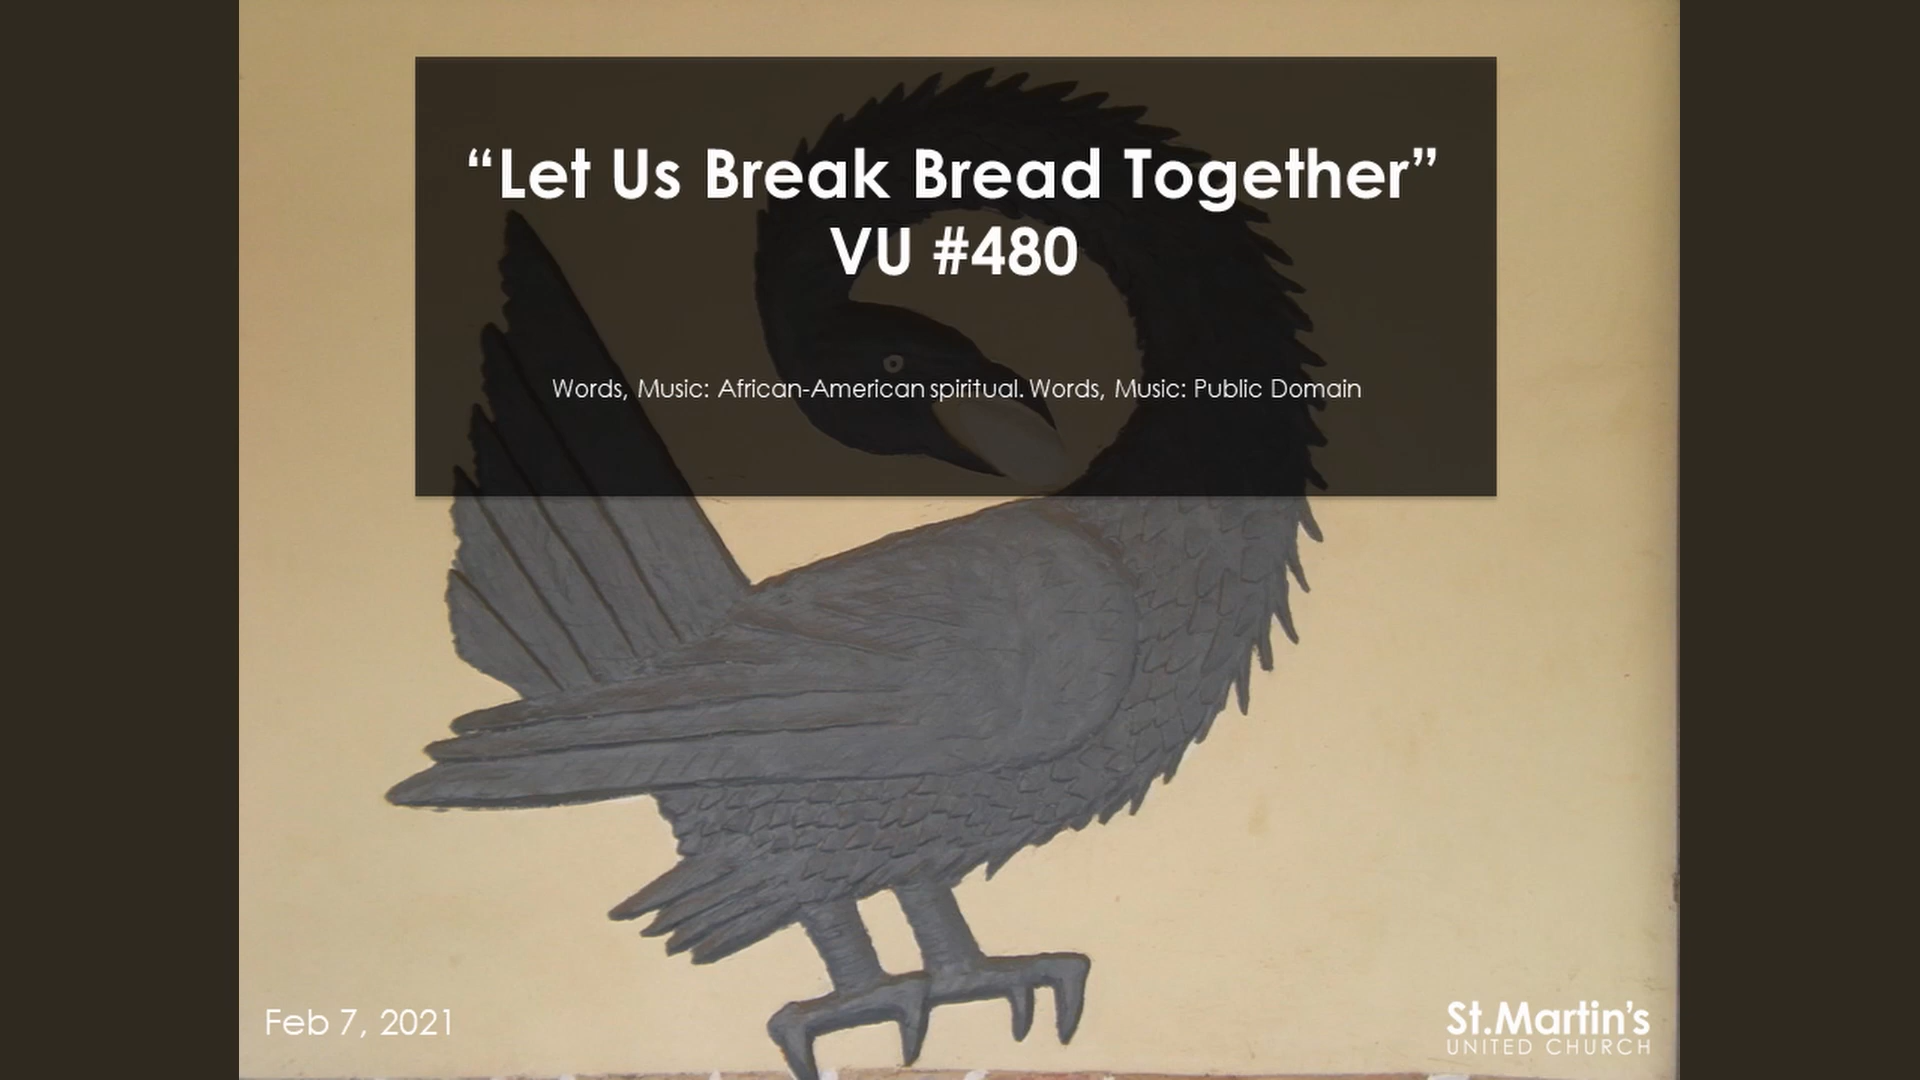 “Let Us Break Bread Together”
VU #480
Words, Music: African-American spiritual. Words, Music: Public Domain
Feb 7, 2021
St.Martin’s
UNITED CHURCH